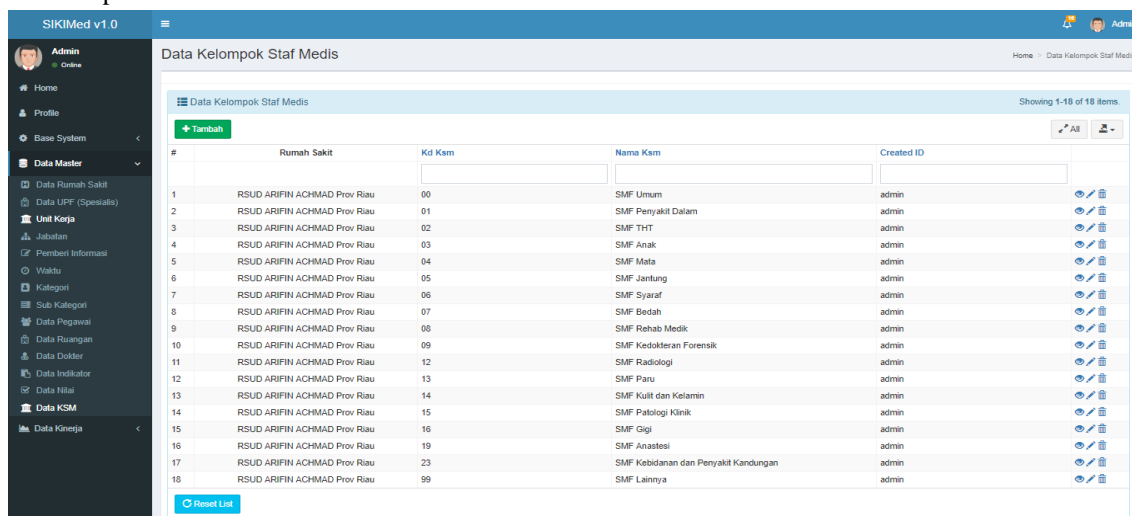 SIKIMed v1.0
Admin
Admin
Online
Home
Profile
Base System
Data Master
Data Rumah Sakit
Data UPF (Spesialis)
Unit Kerja
Jabatan
Pemberi Informasi
Waktu
Kategori
Sub Kategori
Data Pegawai
Data Ruangan
Data Dokter
Data Indikator
Data Nilai
Data KSM
Data Kinerja
Data Kelompok Staf Medis
Home > Data Kelompok Staf Medi
Data Kelompok Staf Medis Showing 1-18 of 18 items.
Tambah All
# Rumah Sakit Kd Ksm Nama Ksm Created ID
1 RSUD ARIFIN ACHMAD Prov Riau 00 SMF Umum admin
2 RSUD ARIFIN ACHMAD Prov Riau 01 SMF Penyakit Dalam admin
3 RSUD ARIFIN ACHMAD Prov Riau 02 SMF THT admin
4 RSUD ARIFIN ACHMAD Prov Riau 03 SMF Anak admin
5 RSUD ARIFIN ACHMAD Prov Riau 04 SMF Mata admin
6 RSUD ARIFIN ACHMAD Prov Riau 05 SMF Jantung admin
7 RSUD ARIFIN ACHMAD Prov Riau 06 SMF Syaraf admin
8 RSUD ARIFIN ACHMAD Prov Riau 07 SMF Bedah admin
9 RSUD ARIFIN ACHMAD Prov Riau 08 SMF Rehab Medik admin
10 RSUD ARIFIN ACHMAD Prov Riau 09 SMF Kedokteran Forensik admin
11 RSUD ARIFIN ACHMAD Prov Riau 12 SMF Radiologi admin
12 RSUD ARIFIN ACHMAD Prov Riau 13 SMF Paru admin
13 RSUD ARIFIN ACHMAD Prov Riau 14 SMF Kulit dan Kelamin admin
14 RSUD ARIFIN ACHMAD Prov Riau 15 SMF Patologi Klinik admin
15 RSUD ARIFIN ACHMAD Prov Riau 16 SMF Gigi admin
16 RSUD ARIFIN ACHMAD Prov Riau 19 SMF Anastesi admin
17 RSUD ARIFIN ACHMAD Prov Riau 23 SMF Kebidanan dan Penyakit Kandungan admin
18 RSUD ARIFIN ACHMAD Prov Riau 99 SMF Lainnya admin
Reset List